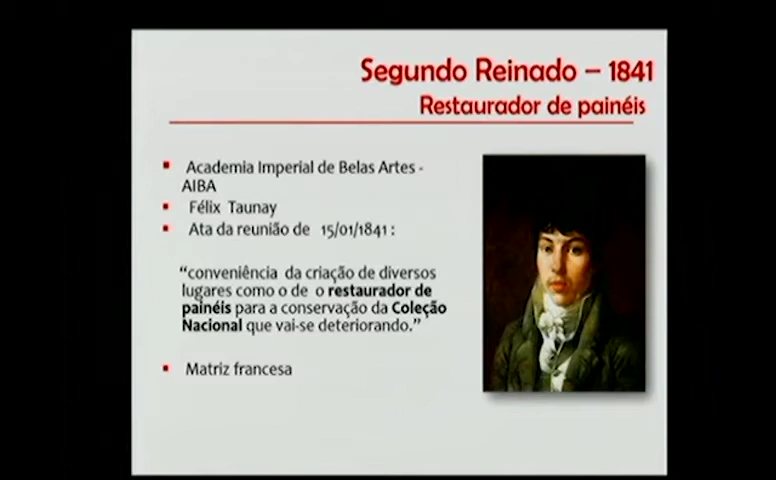 Segundo Reinado – 1841
Restaurador de painéis
Academia Imperial de Belas Artes -
AIBA
Félix Taunay
Ata da reunião de 15/01/1841 :
“conveniência da criação de diversos
lugares como o de o restaurador de
painéis para a conservação da Coleção
Nacional que vai-se deteriorando.”
Matriz francesa